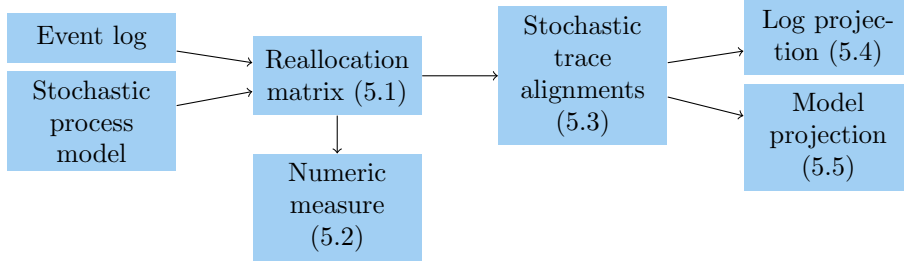 Event log
Stochastic
process
model
Reallocation
matrix (5.1)
Numeric
measure
(5.2)
Stochastic
trace
alignments
(5.3)
Log projec-
tion (5.4)
Model
projection
(5.5)